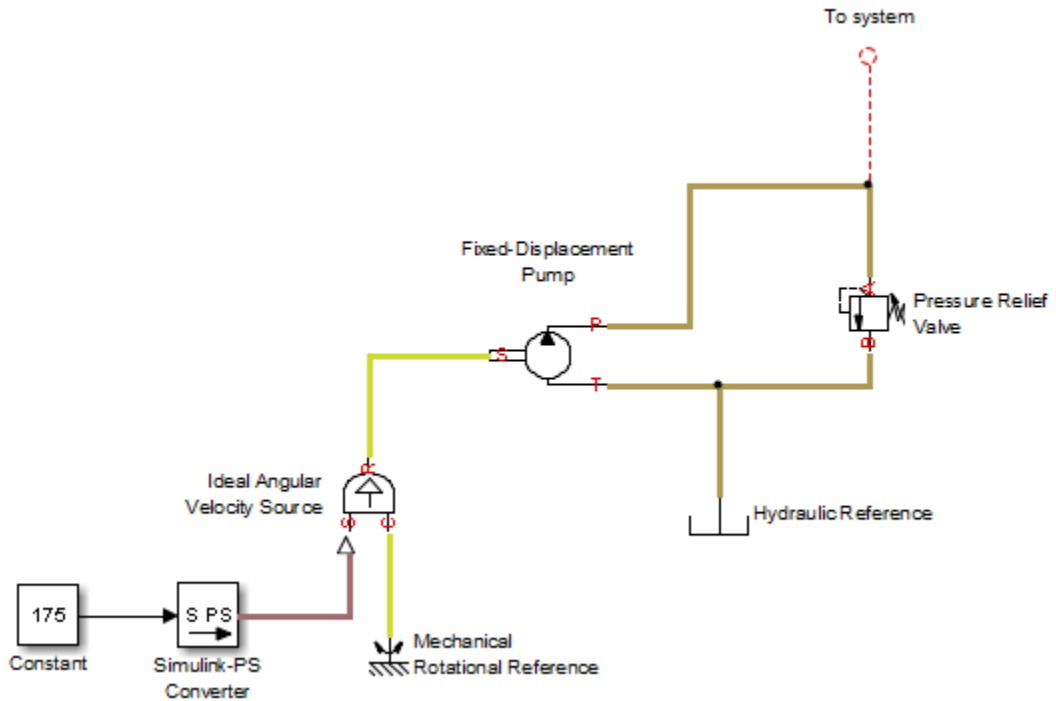 To system
Fixed-Displacement
Pump
A
Pressure Relief
Valve
B
P
S
T
R
Ideal Angular
Velocity Source
S
C
Hydraulic Reference
175
S PS
Constant
Simulink-PS
Converter
Mechanical
Rotational Reference